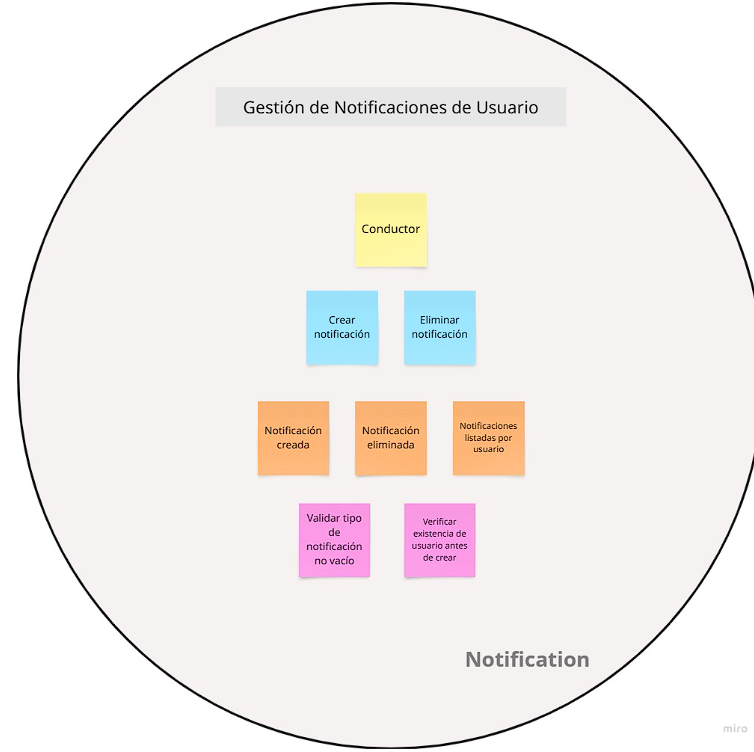 Gestión de Notificaciones de Usuario
Conductor
Crear
notificación
Eliminar
notificación
Notificación
creada
Notificación
eliminada
Notificaciones
listadas por
usuario
Validar tipo
de
notificación
no vacío
Verificar
existencia de
usuario antes
de crear
Notification
miro